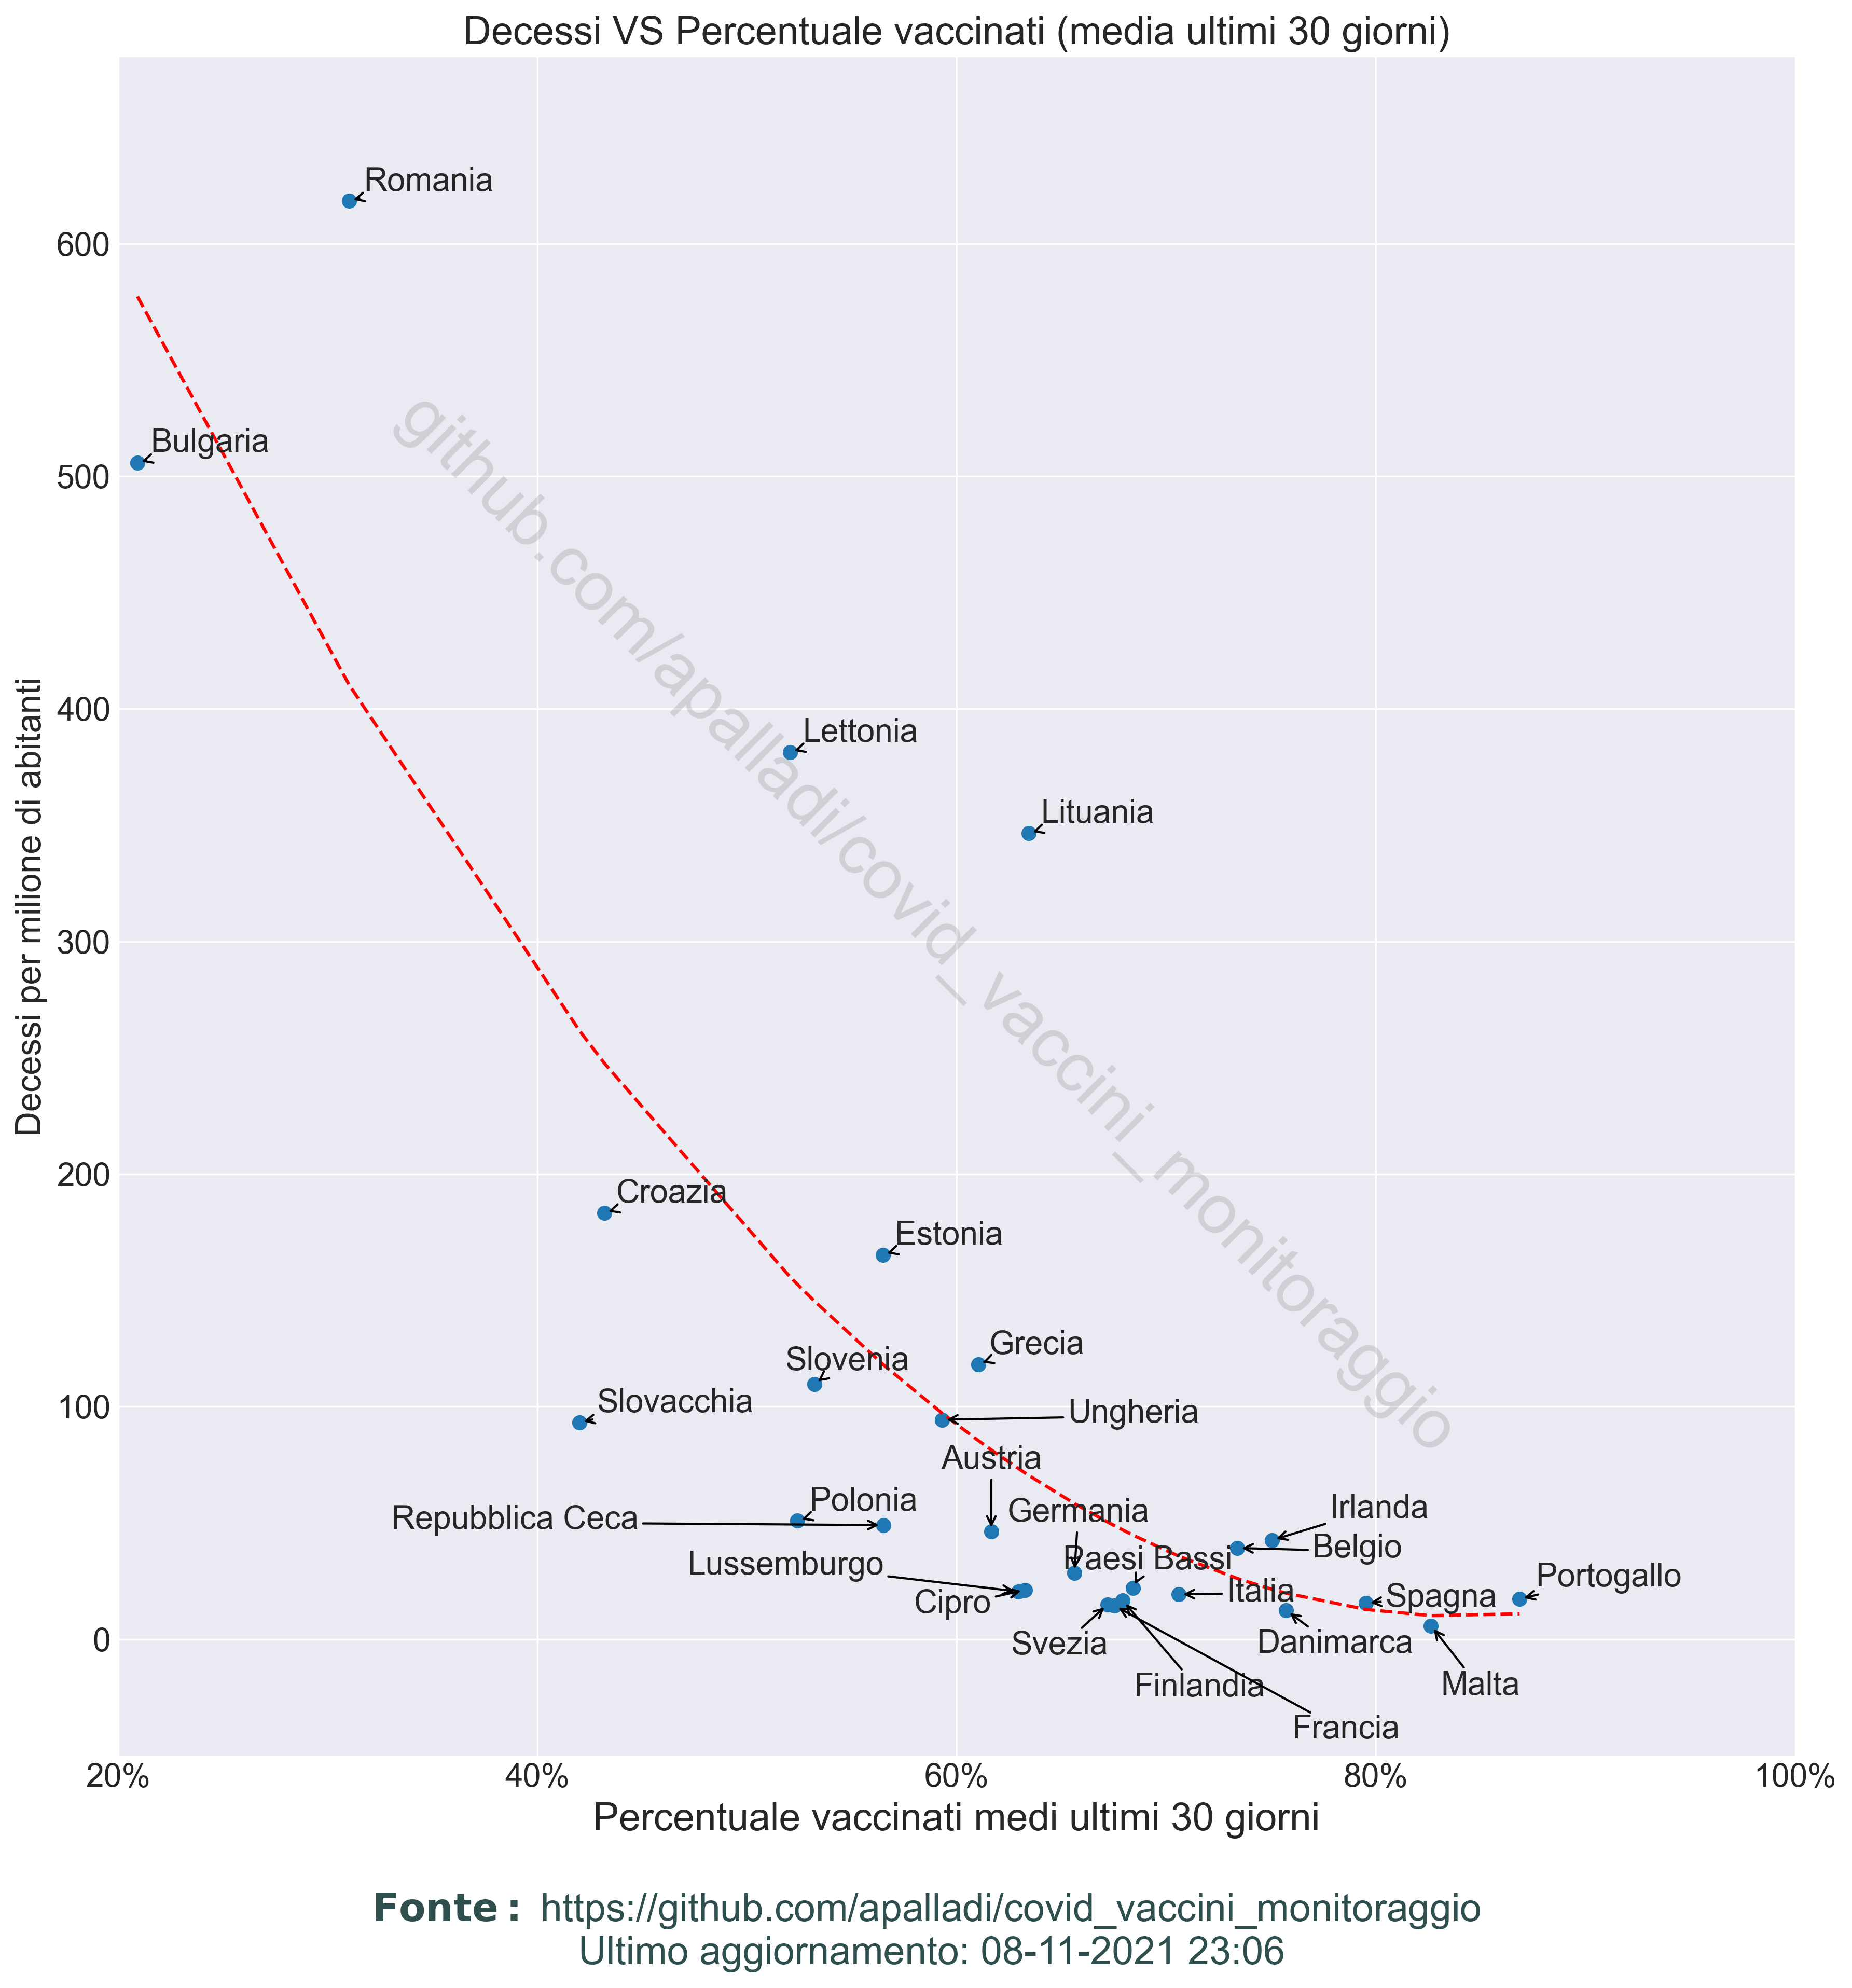 Decessi VS Percentuale vaccinati (media ultimi 30 giorni)
Romania
600
Bulgaria
500
github.com/apalladi/covid_vaccini_monitoraggio
400
Lettonia
Lituania
Decessi per milione di abitanti
300
200
Croazia
Estonia
Grecia
Slovenia
100
Slovacchia
Ungheria
Austria
Polonia
Repubblica Ceca
Germania
Irlanda
Belgio
Paesi Bassi
Lussemburgo
Portogallo
Italia
Spagna
Cipro
0
Svezia
Danimarca
Finlandia
Malta
Francia
20% 40% 60% 80% 100%
Percentuale vaccinati medi ultimi 30 giorni
Fonte: https://github.com/apalladi/covid_vaccini_monitoraggio
Ultimo aggiornamento: 08-11-2021 23:06